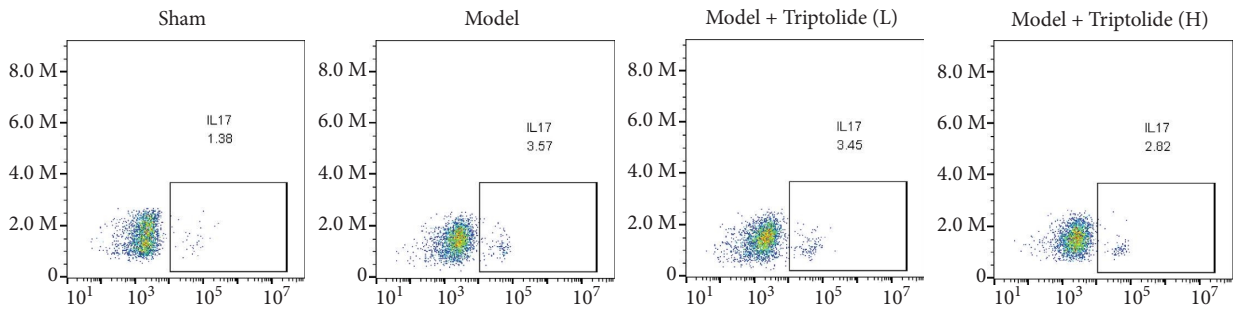 Sham
Model
Model + Triptolide (L)
Model + Triptolide (H)
8.0 M
6.0 M
4.0 M
2.0 M
0
IL17
1.38
10¹ 10³ 10⁵ 10⁷
8.0 M
6.0 M
4.0 M
2.0 M
0
IL17
3.57
10¹ 10³ 10⁵ 10⁷
8.0 M
6.0 M
4.0 M
2.0 M
0
IL17
3.45
10¹ 10³ 10⁵ 10⁷
8.0 M
6.0 M
4.0 M
2.0 M
0
IL17
2.82
10¹ 10³ 10⁵ 10⁷